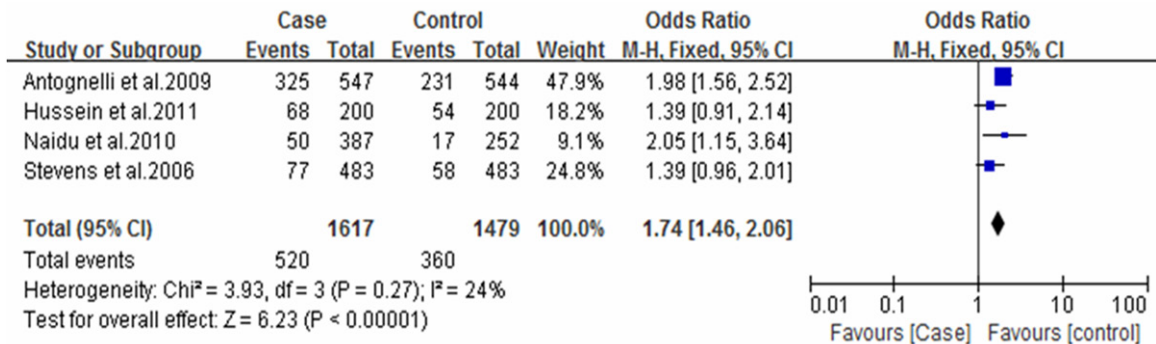 Case Control Odds Ratio Odds Ratio
Study or Subgroup Events Total Events Total Weight M-H, Fixed, 95% CI M-H, Fixed, 95% CI
Antognelli et al.2009 325 547 231 544 47.9% 1.98 [1.56, 2.52]
Hussein et al.2011 68 200 54 200 18.2% 1.39 [0.91, 2.14]
Naidu et al.2010 50 387 17 252 9.1% 2.05 [1.15, 3.64]
Stevens et al.2006 77 483 58 483 24.8% 1.39 [0.96, 2.01]
Total (95% CI) 1617 1479 100.0% 1.74 [1.46, 2.06]
Total events 520 360
Heterogeneity: Chi² = 3.93, df = 3 (P = 0.27); I² = 24%
Test for overall effect: Z = 6.23 (P < 0.00001)
0.01 0.1 1 10 100
Favours [Case] Favours [control]